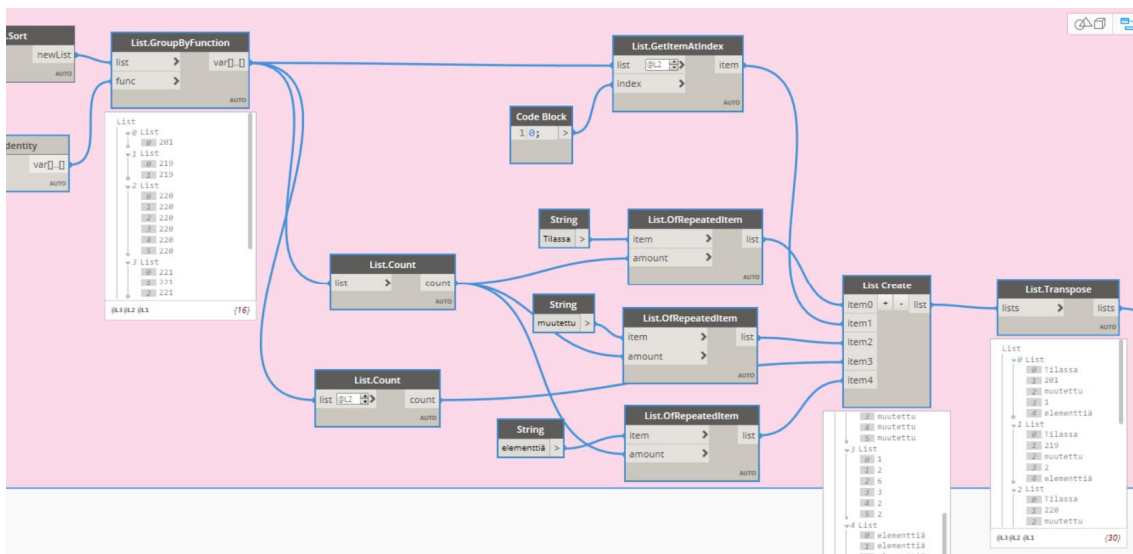 .Sort
newList
AUTO
dentity
var[]..[]
AUTO
List.GroupByFunction
list > var[]..[]
func >
AUTO
List
0 List
0 201
1 List
0 219
1 219
2 List
0 220
1 220
2 220
3 220
4 220
5 220
3 List
0 221
1 221
2 221
@L3 @L2 @L1 {16}
List.GetItemAtIndex
list @L2 > item
index >
AUTO
Code Block
1 0; >
String
Tilassa >
List.OfRepeatedItem
item > list
amount >
AUTO
List.Count
list > count
AUTO
String
muutettu >
List.OfRepeatedItem
item > list
amount >
AUTO
List.Count
list @L2 > count
AUTO
String
elementtiä >
List.OfRepeatedItem
item > list
amount >
AUTO
List Create
item0 + - list
item1
item2
item3
item4
AUTO
3 muutettu
4 muutettu
5 muutettu
3 List
0 1
1 2
2 6
3 3
4 2
5 2
4 List
0 elementtiä
1 elementtiä
List.Transpose
lists > lists
AUTO
List
0 List
0 Tilassa
1 201
2 muutettu
3 1
4 elementtiä
1 List
0 Tilassa
1 219
2 muutettu
3 2
4 elementtiä
2 List
0 Tilassa
1 220
2 muutettu
@L3 @L2 @L1 {30}